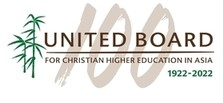 100
UNITED BOARD
FOR CHRISTIAN HIGHER EDUCATION IN ASIA
1922-2022